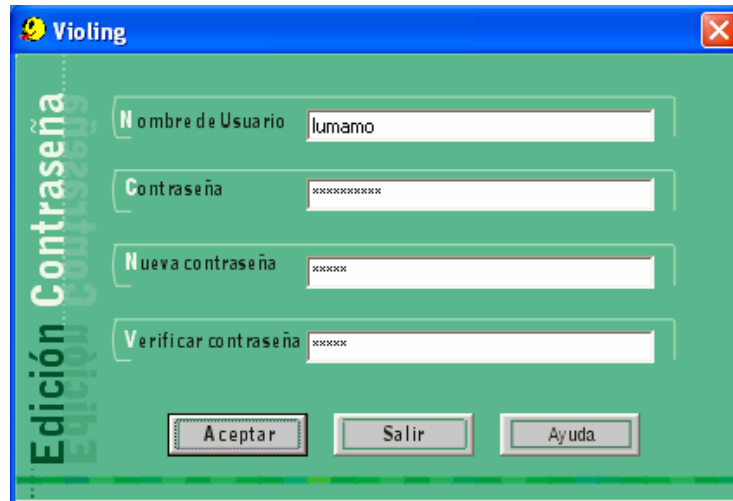 Violing
Edición Contraseña
Nombre de Usuario
lumamo
Contraseña
**********
Nueva contraseña
*****
Verificar contraseña
*****
Aceptar
Salir
Ayuda